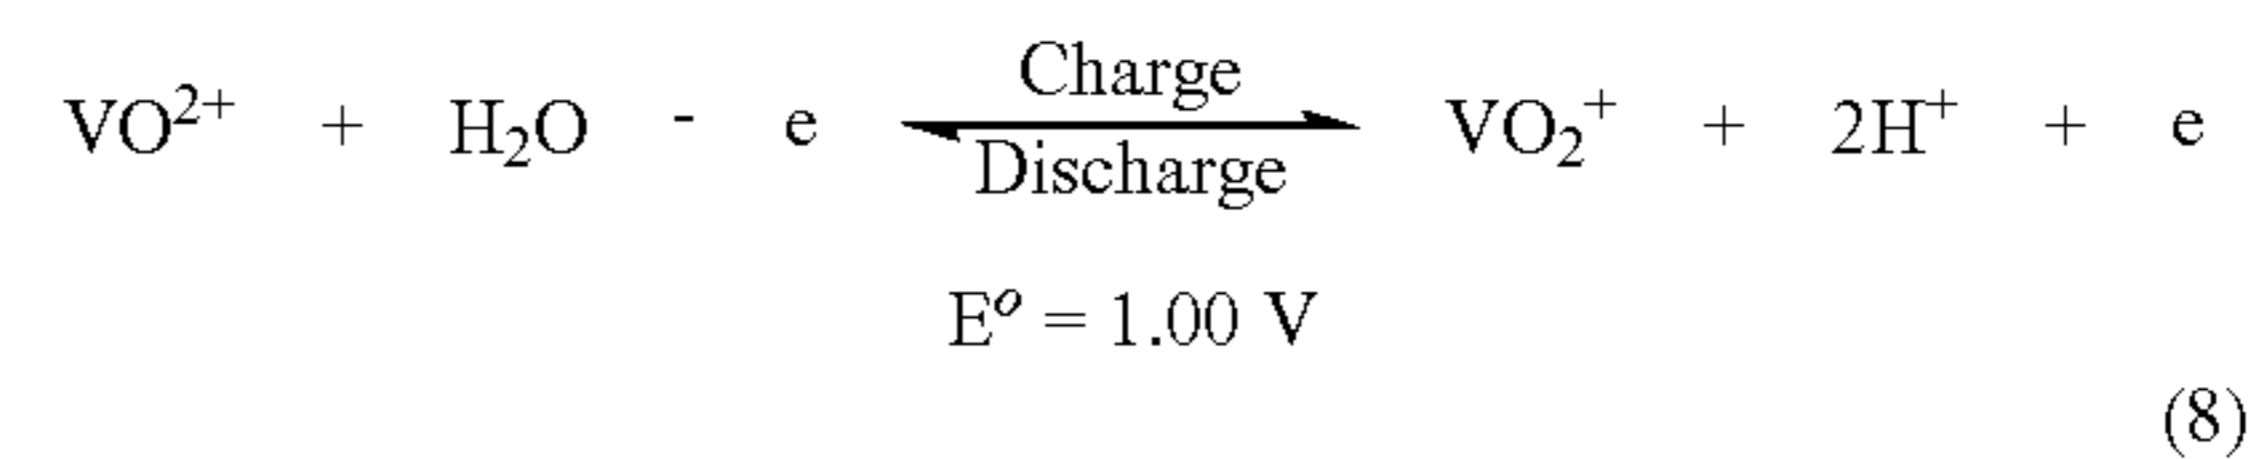 Charge
VO²⁺ + H₂O - e ⇌ VO₂⁺ + 2H⁺ + e
Discharge
Eº = 1.00 V
(8)